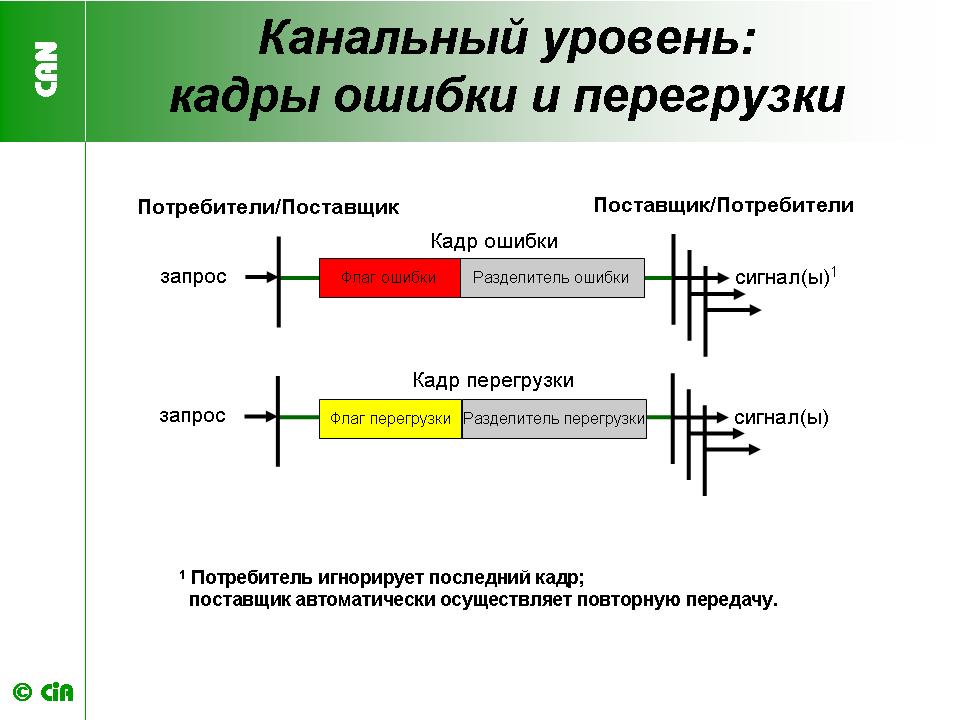 CAN
Канальный уровень:
кадры ошибки и перегрузки
Потребители/Поставщик
Поставщик/Потребители
Кадр ошибки
запрос
Флаг ошибки
Разделитель ошибки
сигнал(ы)¹
Кадр перегрузки
запрос
Флаг перегрузки
Разделитель перегрузки
сигнал(ы)
¹ Потребитель игнорирует последний кадр;
поставщик автоматически осуществляет повторную передачу.
© CiA